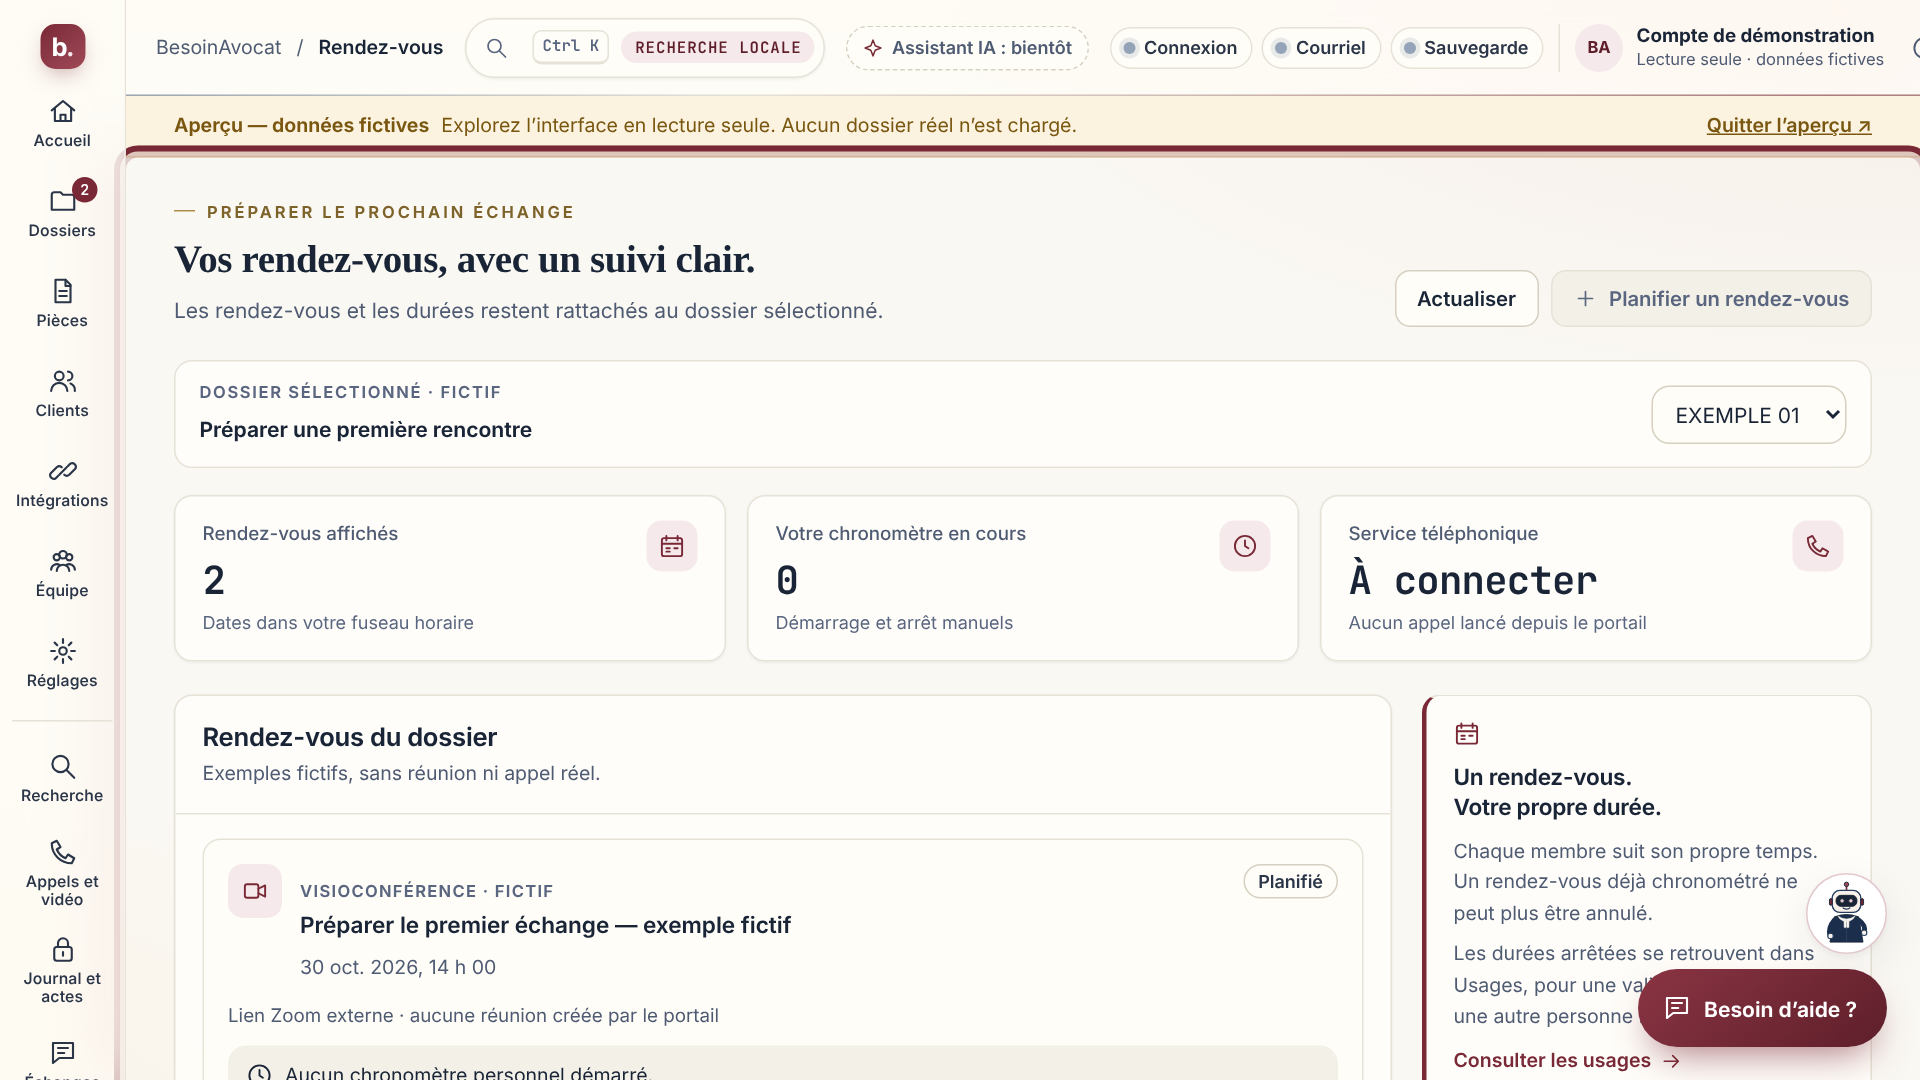 b.
BesoinAvocat / Rendez-vous
Ctrl K
RECHERCHE LOCALE
Assistant IA : bientôt
Connexion
Courriel
Sauvegarde
BA
Compte de démonstration
Lecture seule · données fictives
Accueil
2
Dossiers
Pièces
Clients
Intégrations
Équipe
Réglages
Recherche
Appels et
vidéo
Journal et
actes
Aperçu — données fictives Explorez l’interface en lecture seule. Aucun dossier réel n’est chargé.
Quitter l’aperçu ↗
PRÉPARER LE PROCHAIN ÉCHANGE
Vos rendez-vous, avec un suivi clair.
Les rendez-vous et les durées restent rattachés au dossier sélectionné.
Actualiser
+ Planifier un rendez-vous
DOSSIER SÉLECTIONNÉ · FICTIF
Préparer une première rencontre
EXEMPLE 01
Rendez-vous affichés
2
Dates dans votre fuseau horaire
Votre chronomètre en cours
0
Démarrage et arrêt manuels
Service téléphonique
À connecter
Aucun appel lancé depuis le portail
Rendez-vous du dossier
Exemples fictifs, sans réunion ni appel réel.
VISIOCONFÉRENCE · FICTIF
Planifié
Préparer le premier échange — exemple fictif
30 oct. 2026, 14 h 00
Lien Zoom externe · aucune réunion créée par le portail
Aucun chronomètre personnel démarré.
Un rendez-vous.
Votre propre durée.
Chaque membre suit son propre temps.
Un rendez-vous déjà chronométré ne
peut plus être annulé.
Les durées arrêtées se retrouvent dans
Usages, pour une
une autre personne
Consulter les usages →
Besoin d’aide ?